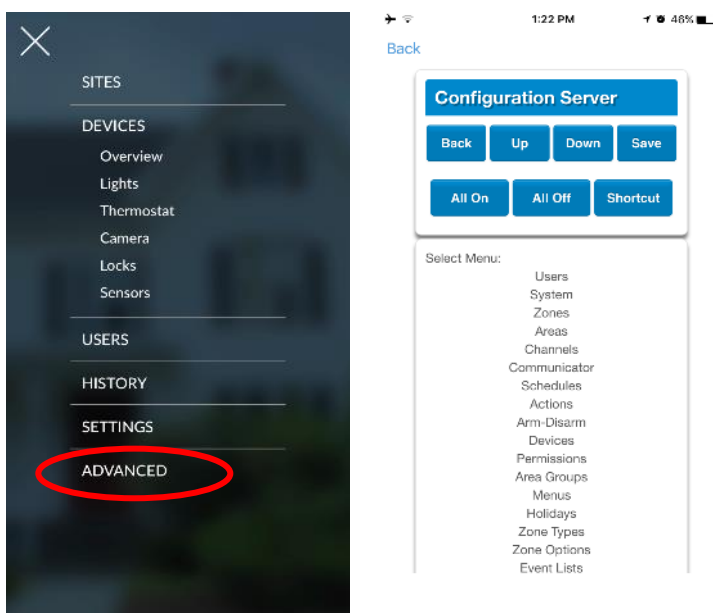 SITES
DEVICES
Overview
Lights
Thermostat
Camera
Locks
Sensors
USERS
HISTORY
SETTINGS
ADVANCED
1:22 PM 46%
Back
Configuration Server
Back Up Down Save
All On All Off Shortcut
Select Menu:
Users
System
Zones
Areas
Channels
Communicator
Schedules
Actions
Arm-Disarm
Devices
Permissions
Area Groups
Menus
Holidays
Zone Types
Zone Options
Event Lists